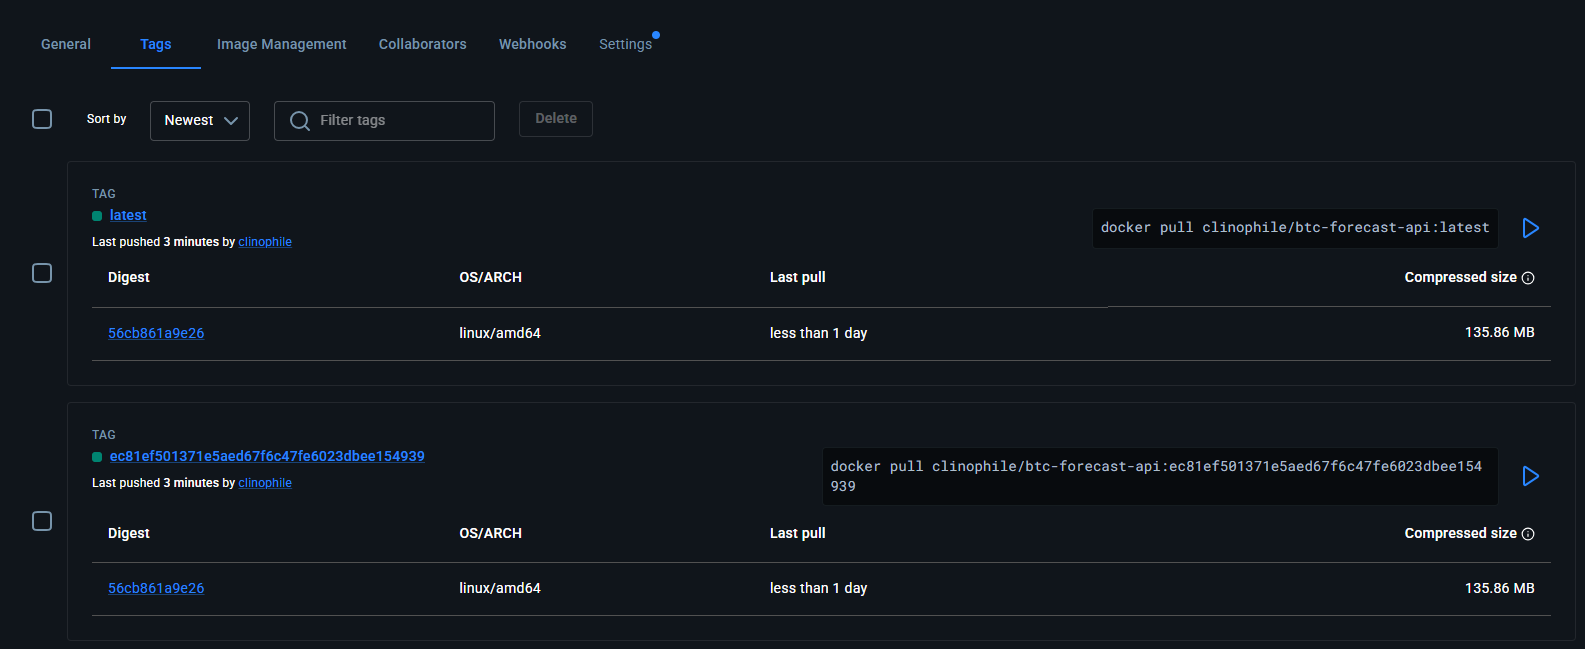 General Tags Image Management Collaborators Webhooks Settings
Sort by Newest Filter tags Delete
TAG
latest
Last pushed 3 minutes by clinophile
docker pull clinophile/btc-forecast-api:latest
Digest OS/ARCH Last pull Compressed size
56cb861a9e26 linux/amd64 less than 1 day 135.86 MB
TAG
ec81ef501371e5aed67f6c47fe6023dbee154939
Last pushed 3 minutes by clinophile
docker pull clinophile/btc-forecast-api:ec81ef501371e5aed67f6c47fe6023dbee154
939
Digest OS/ARCH Last pull Compressed size
56cb861a9e26 linux/amd64 less than 1 day 135.86 MB